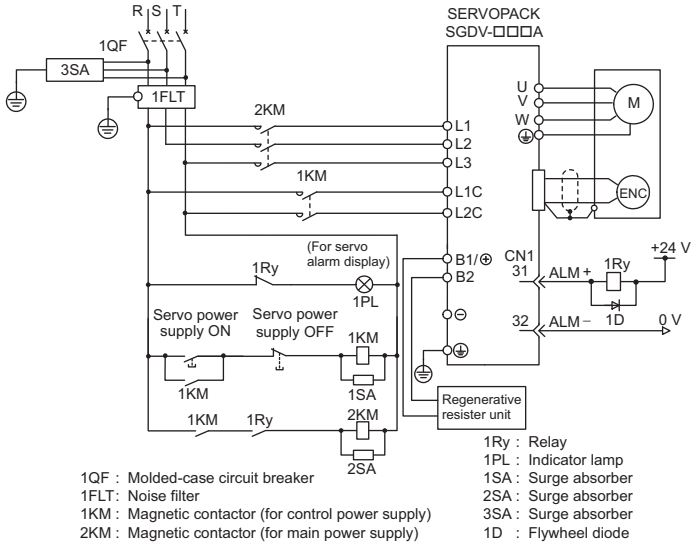 R S T
1QF
3SA
1FLT
SERVOPACK
SGDV-□□□A
2KM
L1
L2
L3
1KM
L1C
L2C
U
V
W
M
ENC
(For servo
alarm display)
1Ry
1PL
B1/⊕
B2
⊖
CN1
31
ALM+
1Ry
+24 V
1D
32
ALM−
0 V
Servo power
supply ON
Servo power
supply OFF
1KM
1KM
1SA
1KM
1Ry
2KM
2SA
Regenerative
resister unit
1QF : Molded-case circuit breaker
1FLT: Noise filter
1KM : Magnetic contactor (for control power supply)
2KM : Magnetic contactor (for main power supply)
1Ry : Relay
1PL : Indicator lamp
1SA : Surge absorber
2SA : Surge absorber
3SA : Surge absorber
1D : Flywheel diode